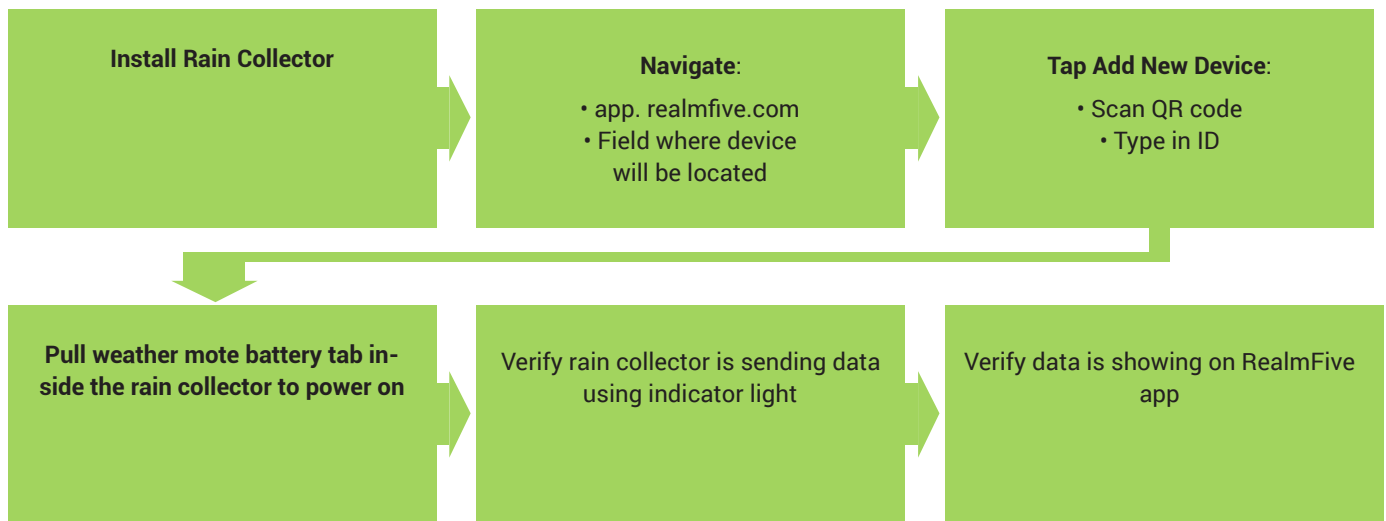 Install Rain Collector
Navigate:
• app. realmfive.com
• Field where device
will be located
Tap Add New Device:
• Scan QR code
• Type in ID
Pull weather mote battery tab in-
side the rain collector to power on
Verify rain collector is sending data
using indicator light
Verify data is showing on RealmFive
app